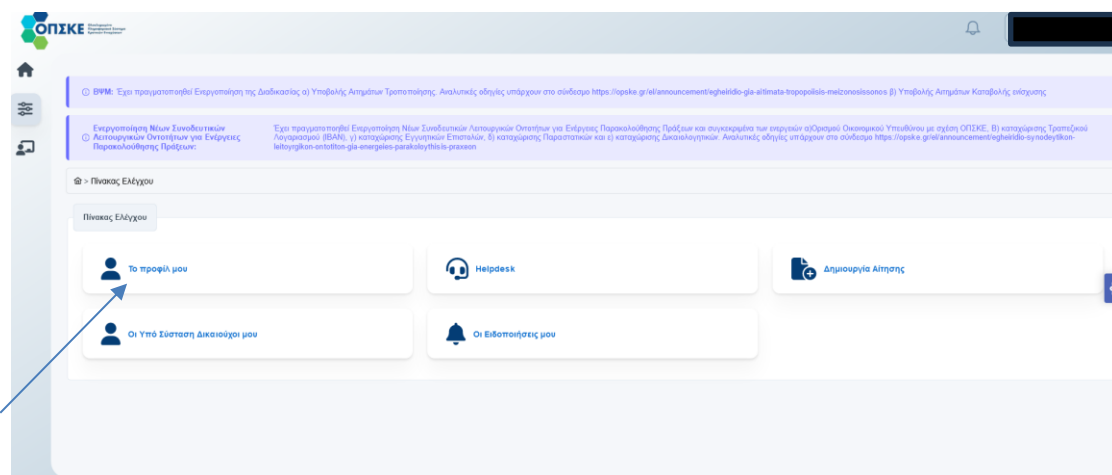 ΟΠΣΚΕ
ΒΨΜ: Έχει πραγματοποηθεί Ενεργοποίηση της Διαδικασίας α) Υποβολής Αιτημάτων Τροποποίησης. Αναλυτικές οδηγίες υπάρχουν στο σύνδεσμο https://opske.gr/el/announcement/egheiridio-gia-aitimata-tropopoiisis-meizonosissonos β) Υποβολής Αιτημάτων Καταβολής ενίσχυσης
Ενεργοποίηση Νέων Συνοδευτικών
Λειτουργικών Οντοτήτων για Ενέργειες
Παρακολούθησης Πράξεων:
Έχει πραγματοποιηθεί Ενεργοποίηση Νέων Συνοδευτικών Λειτουργικών Οντοτήτων για Ενέργειες Παρακολούθησης Πράξεων και συγκεκριμένα των ενεργειών α)Ορισμού Οικονομικού Υπευθύνου με σχέση ΟΠΣΚΕ, Β) καταχώρισης Τραπεζικού
Λογαριασμού (IBAN), γ) καταχώρισης Εγγυητικών Επιστολών, δ) καταχώρισης Παραστατικών και ε) καταχώρισης Δικαιολογητικών. Αναλυτικές οδηγίες υπάρχουν στο σύνδεσμο https://opske.gr/el/announcement/egheiridio-synodeytikon-
leitoyrgikon-ontotiton-gia-energeies-parakoloythisis-praxeon
> Πίνακας Ελέγχου
Πίνακας Ελέγχου
Το προφίλ μου
Helpdesk
Δημιουργία Αίτησης
Οι Υπό Σύσταση Δικαιούχοι μου
Οι Ειδοποιήσεις μου